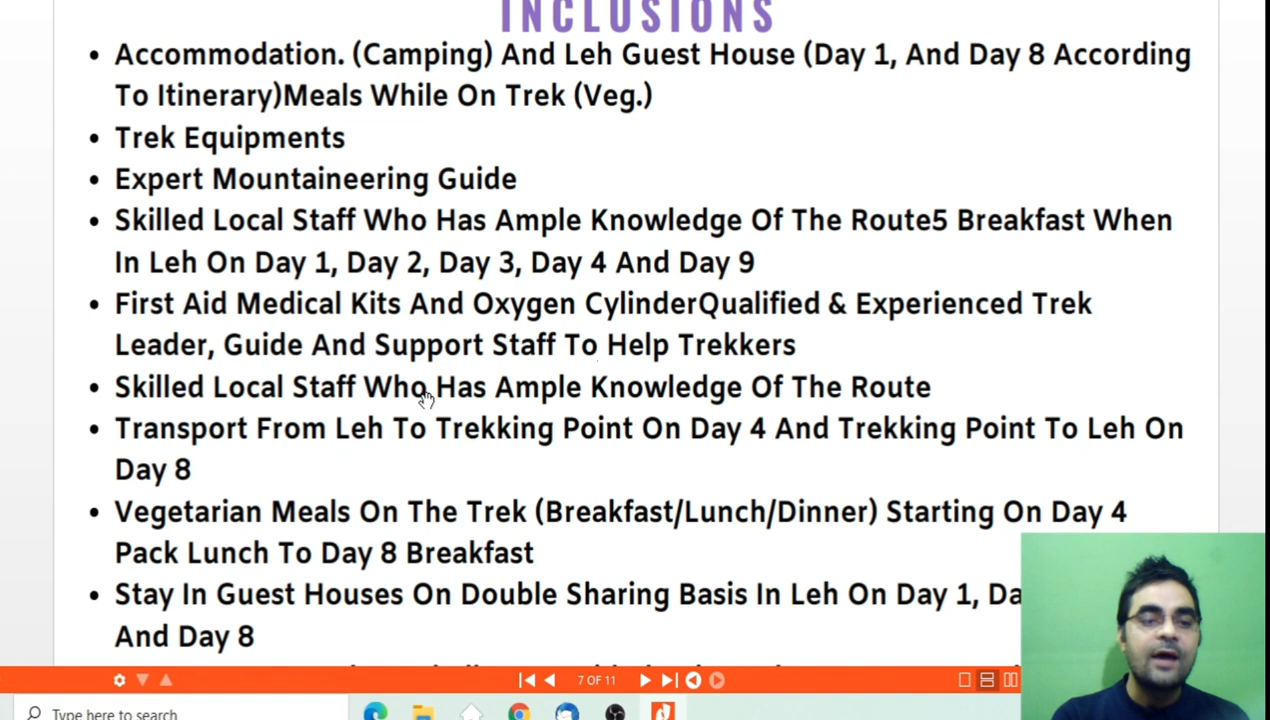 INCLUSIONS
• Accommodation. (Camping) And Leh Guest House (Day 1, And Day 8 According
To Itinerary)Meals While On Trek (Veg.)
• Trek Equipments
• Expert Mountaineering Guide
• Skilled Local Staff Who Has Ample Knowledge Of The Route5 Breakfast When
In Leh On Day 1, Day 2, Day 3, Day 4 And Day 9
• First Aid Medical Kits And Oxygen CylinderQualified & Experienced Trek
Leader, Guide And Support Staff To Help Trekkers
• Skilled Local Staff Who Has Ample Knowledge Of The Route
• Transport From Leh To Trekking Point On Day 4 And Trekking Point To Leh On
Day 8
• Vegetarian Meals On The Trek (Breakfast/Lunch/Dinner) Starting On Day 4
Pack Lunch To Day 8 Breakfast
• Stay In Guest Houses On Double Sharing Basis In Leh On Day 1, Da
And Day 8
7 OF 11
Type here to search